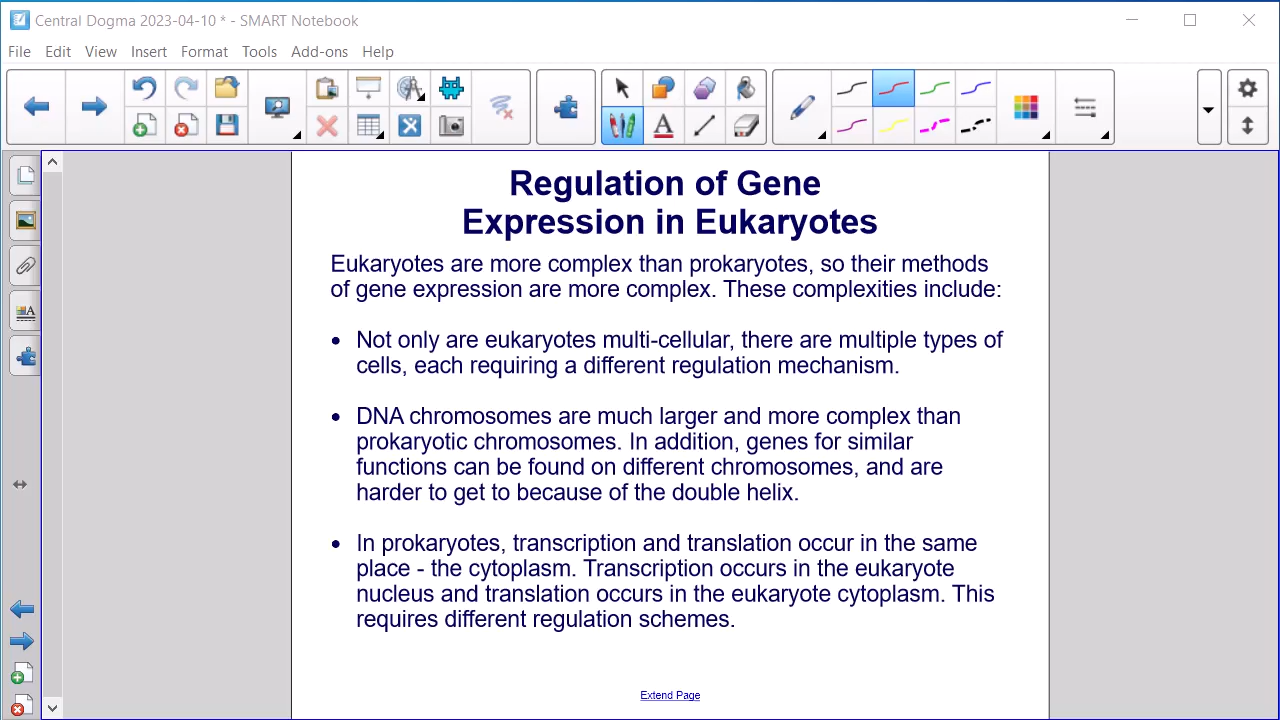 Central Dogma 2023-04-10 * - SMART Notebook
File Edit View Insert Format Tools Add-ons Help
Regulation of Gene
Expression in Eukaryotes
Eukaryotes are more complex than prokaryotes, so their methods
of gene expression are more complex. These complexities include:
• Not only are eukaryotes multi-cellular, there are multiple types of
cells, each requiring a different regulation mechanism.
• DNA chromosomes are much larger and more complex than
prokaryotic chromosomes. In addition, genes for similar
functions can be found on different chromosomes, and are
harder to get to because of the double helix.
• In prokaryotes, transcription and translation occur in the same
place - the cytoplasm. Transcription occurs in the eukaryote
nucleus and translation occurs in the eukaryote cytoplasm. This
requires different regulation schemes.
Extend Page